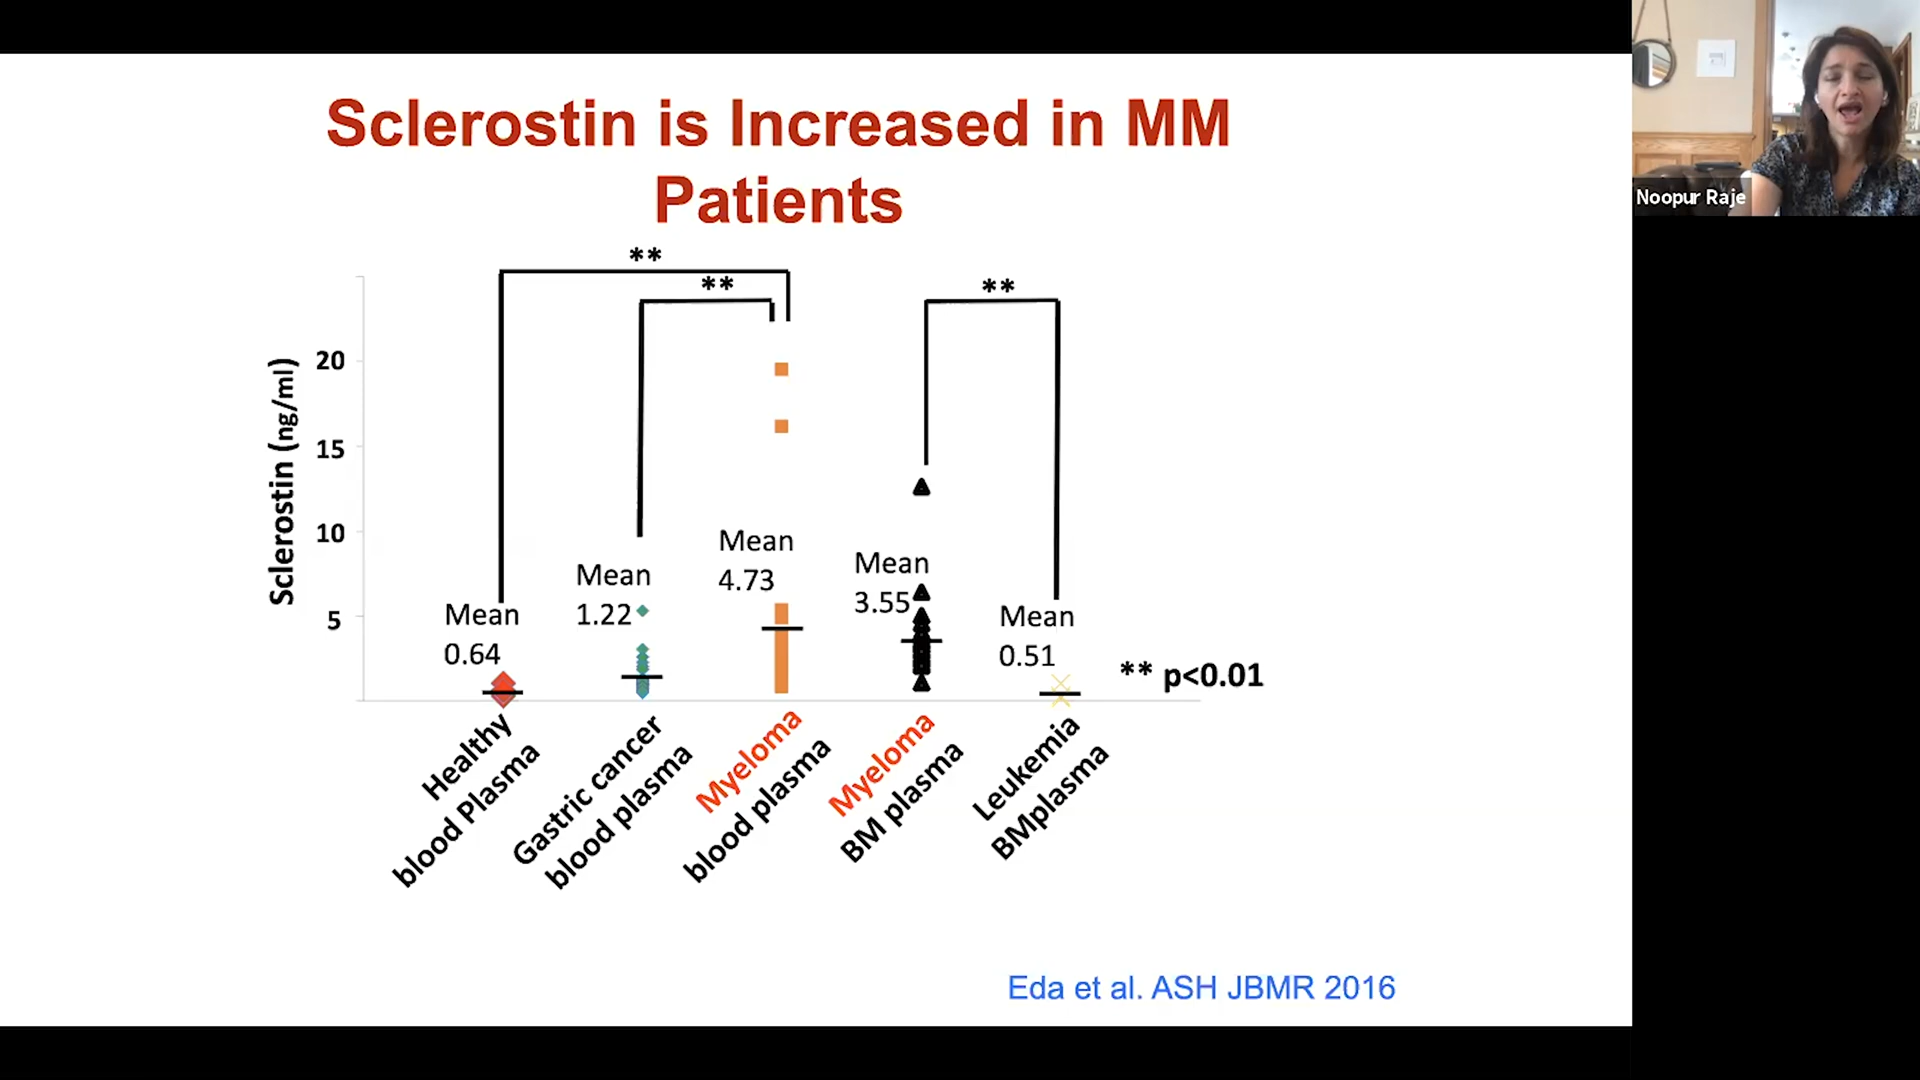 Sclerostin is Increased in MM
Patients
**
**
**
Sclerostin (ng/ml)
20
15
10
5
Mean
0.64
Mean
1.22
Mean
4.73
Mean
3.55
Mean
0.51
** p<0.01
Healthy
blood Plasma
Gastric cancer
blood plasma
Myeloma
blood plasma
Myeloma
BM plasma
Leukemia
BMplasma
Eda et al. ASH JBMR 2016
Noopur Raje